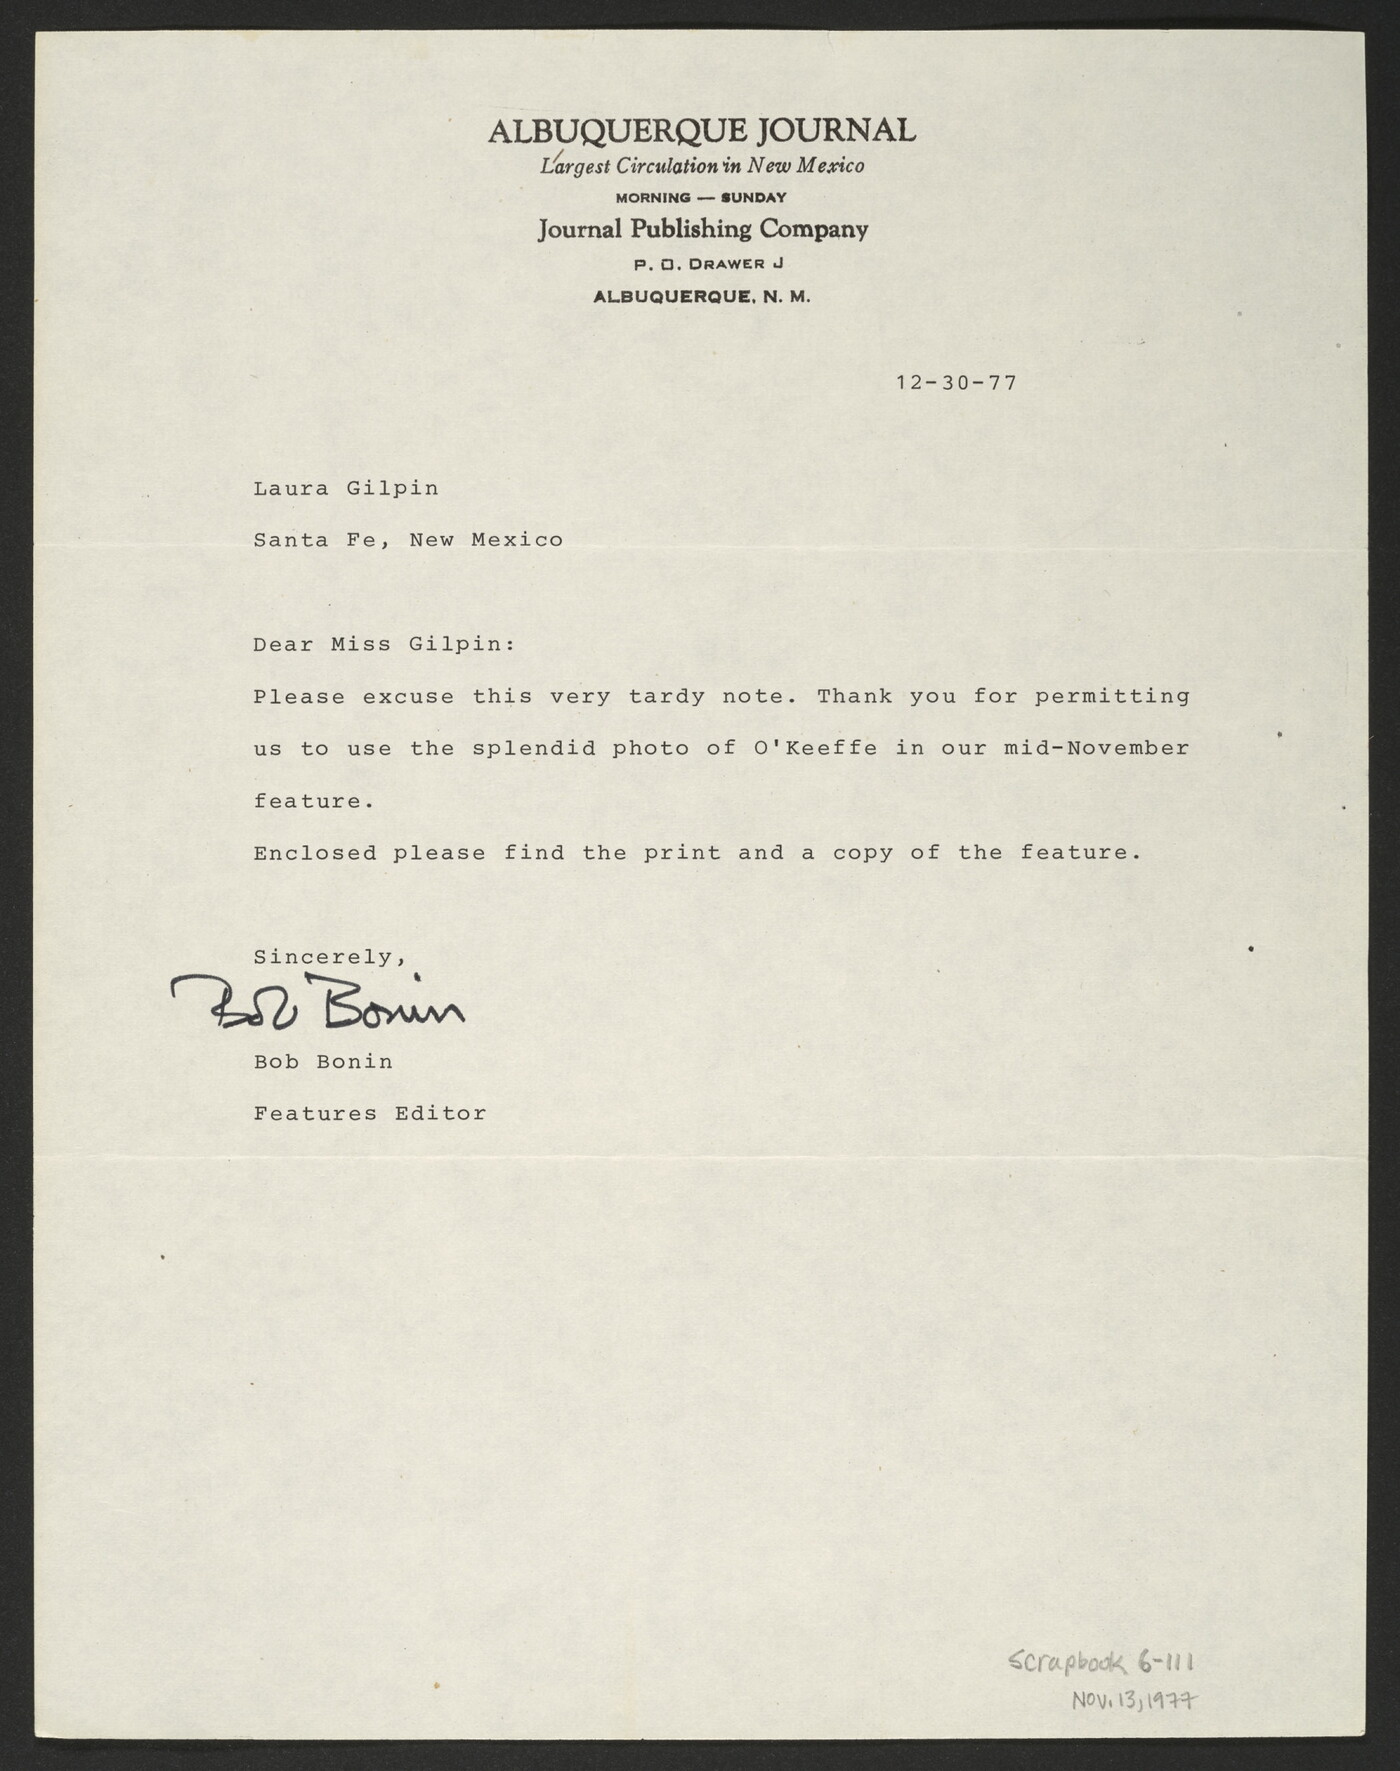 ALBUQUERQUE JOURNAL
Largest Circulation in New Mexico
MORNING — SUNDAY
Journal Publishing Company
P. O. DRAWER J
ALBUQUERQUE, N. M.
12-30-77
Laura Gilpin
Santa Fe, New Mexico
Dear Miss Gilpin:
Please excuse this very tardy note. Thank you for permitting
us to use the splendid photo of O'Keeffe in our mid-November
feature.
Enclosed please find the print and a copy of the feature.
Sincerely,
Bob Bonin
Bob Bonin
Features Editor
Scrapbook 6-111
Nov. 13, 1977